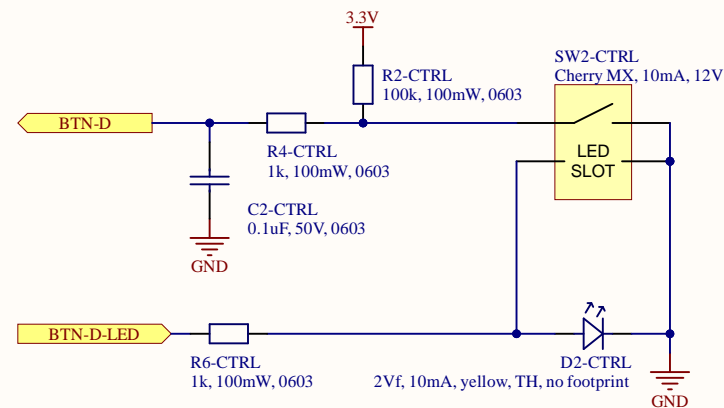 3.3V
R2-CTRL
100k, 100mW, 0603
SW2-CTRL
Cherry MX, 10mA, 12V
BTN-D
R4-CTRL
1k, 100mW, 0603
LED
SLOT
C2-CTRL
0.1uF, 50V, 0603
GND
BTN-D-LED
R6-CTRL
1k, 100mW, 0603
D2-CTRL
2Vf, 10mA, yellow, TH, no footprint
GND